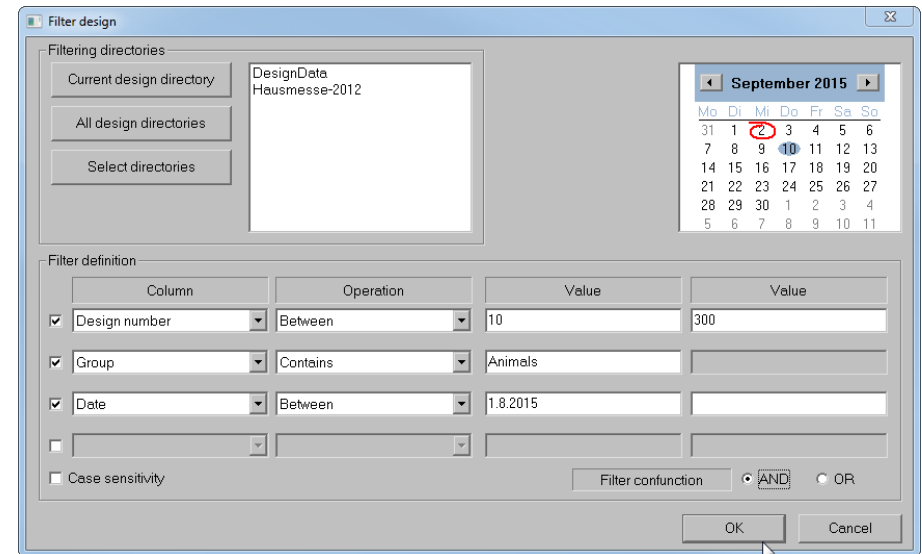 Filter design
Filtering directories
Current design directory
All design directories
Select directories
DesignData
Hausmesse-2012
September 2015
Mo Di Mi Do Fr Sa So
31 1 2 3 4 5 6
7 8 9 10 11 12 13
14 15 16 17 18 19 20
21 22 23 24 25 26 27
28 29 30 1 2 3 4
5 6 7 8 9 10 11
Filter definition
Column Operation Value Value
Design number Between 10 300
Group Contains Animals
Date Between 1.8.2015
Case sensitivity Filter confunction AND OR
OK Cancel